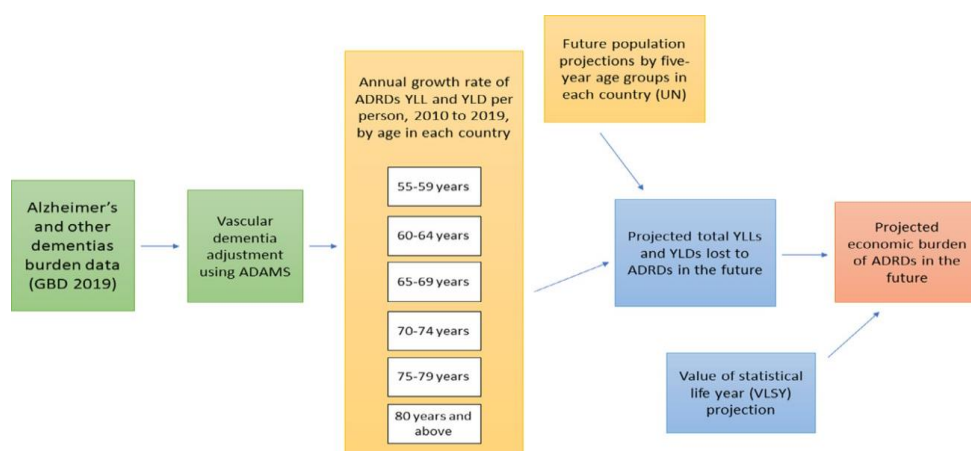 Alzheimer's
and other
dementias
burden data
(GBD 2019)
Vascular
dementia
adjustment
using ADAMS
Annual growth rate of
ADRDs YLL and YLD per
person, 2010 to 2019,
by age in each country
55-59 years
60-64 years
65-69 years
70-74 years
75-79 years
80 years and
above
Future population
projections by five-
year age groups in
each country (UN)
Projected total YLLs
and YLDs lost to
ADRDs in the future
Value of statistical
life year (VLSY)
projection
Projected
economic burden
of ADRDs in the
future